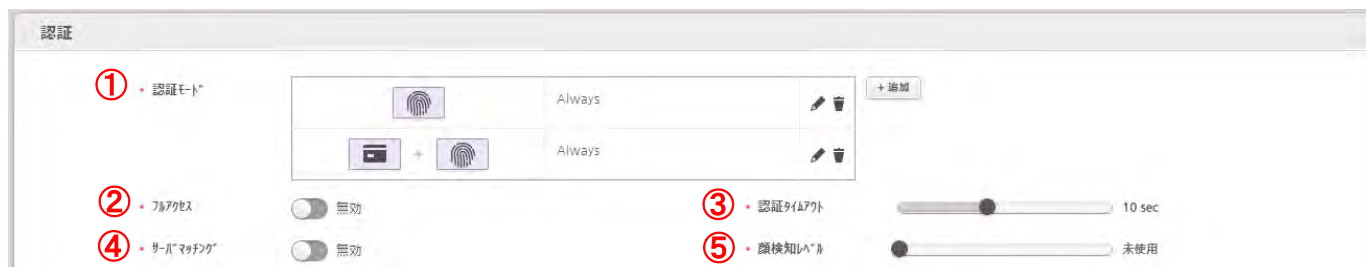 認証
① ・ 認証ﾓｰﾄﾞ Always ＋追加
+ Always
② ・ ﾌﾙｱｸｾｽ 無効 ③ ・ 認証ﾀｲﾑｱｳﾄ 10 sec
④ ・ ｻｰﾊﾞﾏｯﾁﾝｸﾞ 無効 ⑤ ・ 顔検知ﾚﾍﾞﾙ 未使用